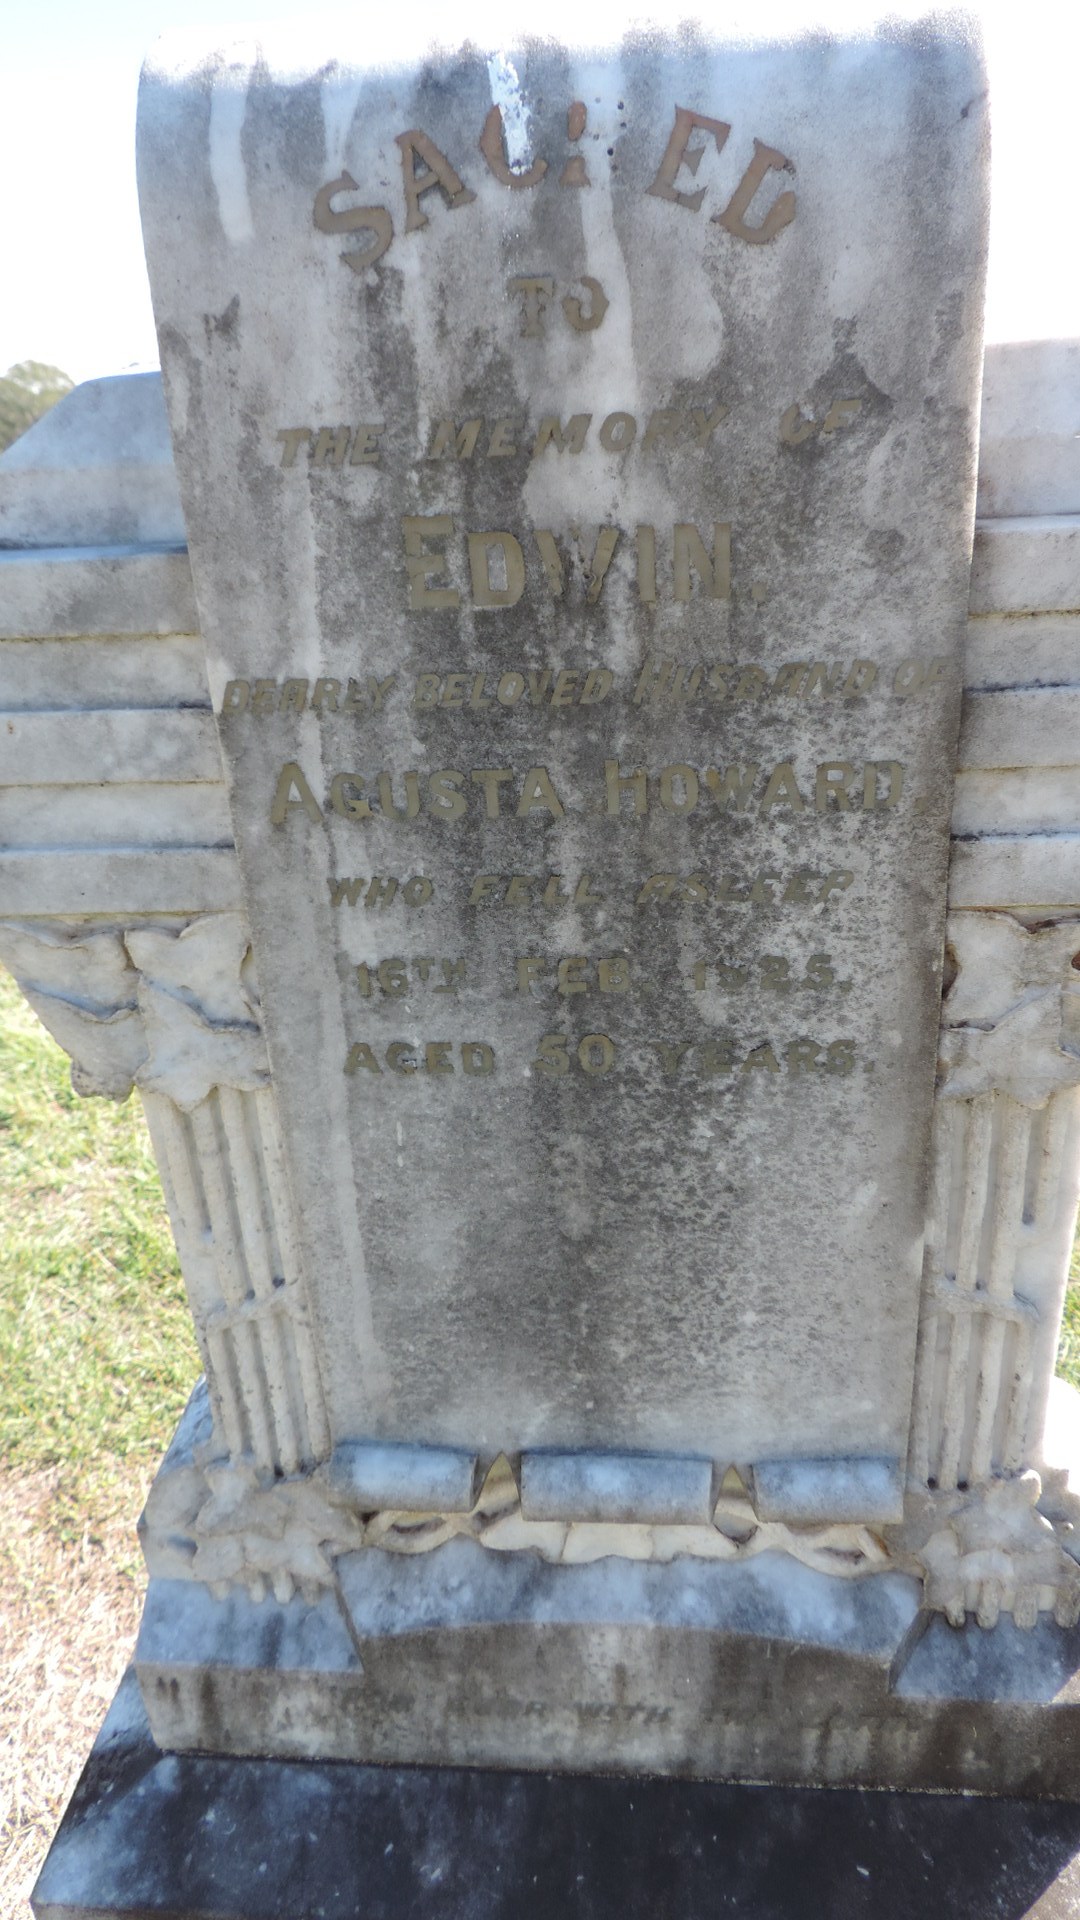 SACRED
TO
THE MEMORY OF
EDWIN.
DEARLY BELOVED HUSBAND OF
AGUSTA HOWARD.
WHO FELL ASLEEP
16TH FEB. 1925.
AGED 50 YEARS.
WITH